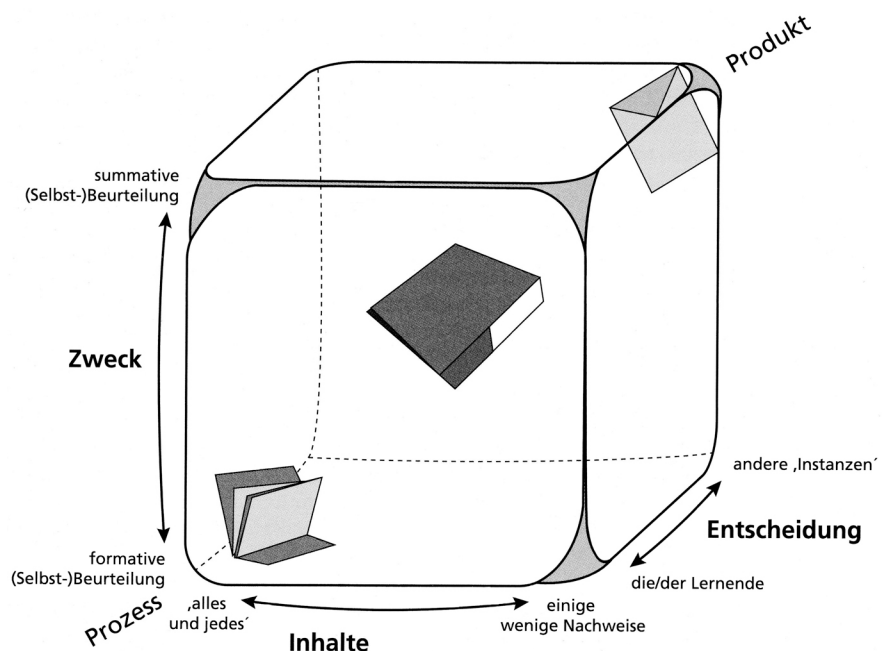 Produkt
summative
(Selbst-)Beurteilung
Zweck
andere ‚Instanzen´
Entscheidung
formative
(Selbst-)Beurteilung
die/der Lernende
Prozess
‚alles
und jedes´
einige
wenige Nachweise
Inhalte